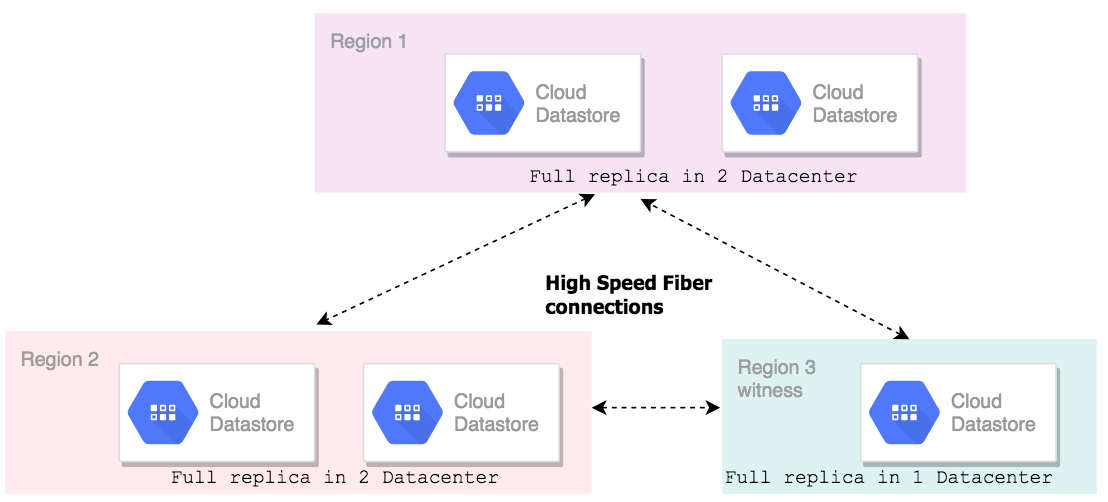 Region 1
Cloud
Datastore
Cloud
Datastore
Full replica in 2 Datacenter
High Speed Fiber
connections
Region 2
Cloud
Datastore
Cloud
Datastore
Full replica in 2 Datacenter
Region 3
witness
Cloud
Datastore
Full replica in 1 Datacenter